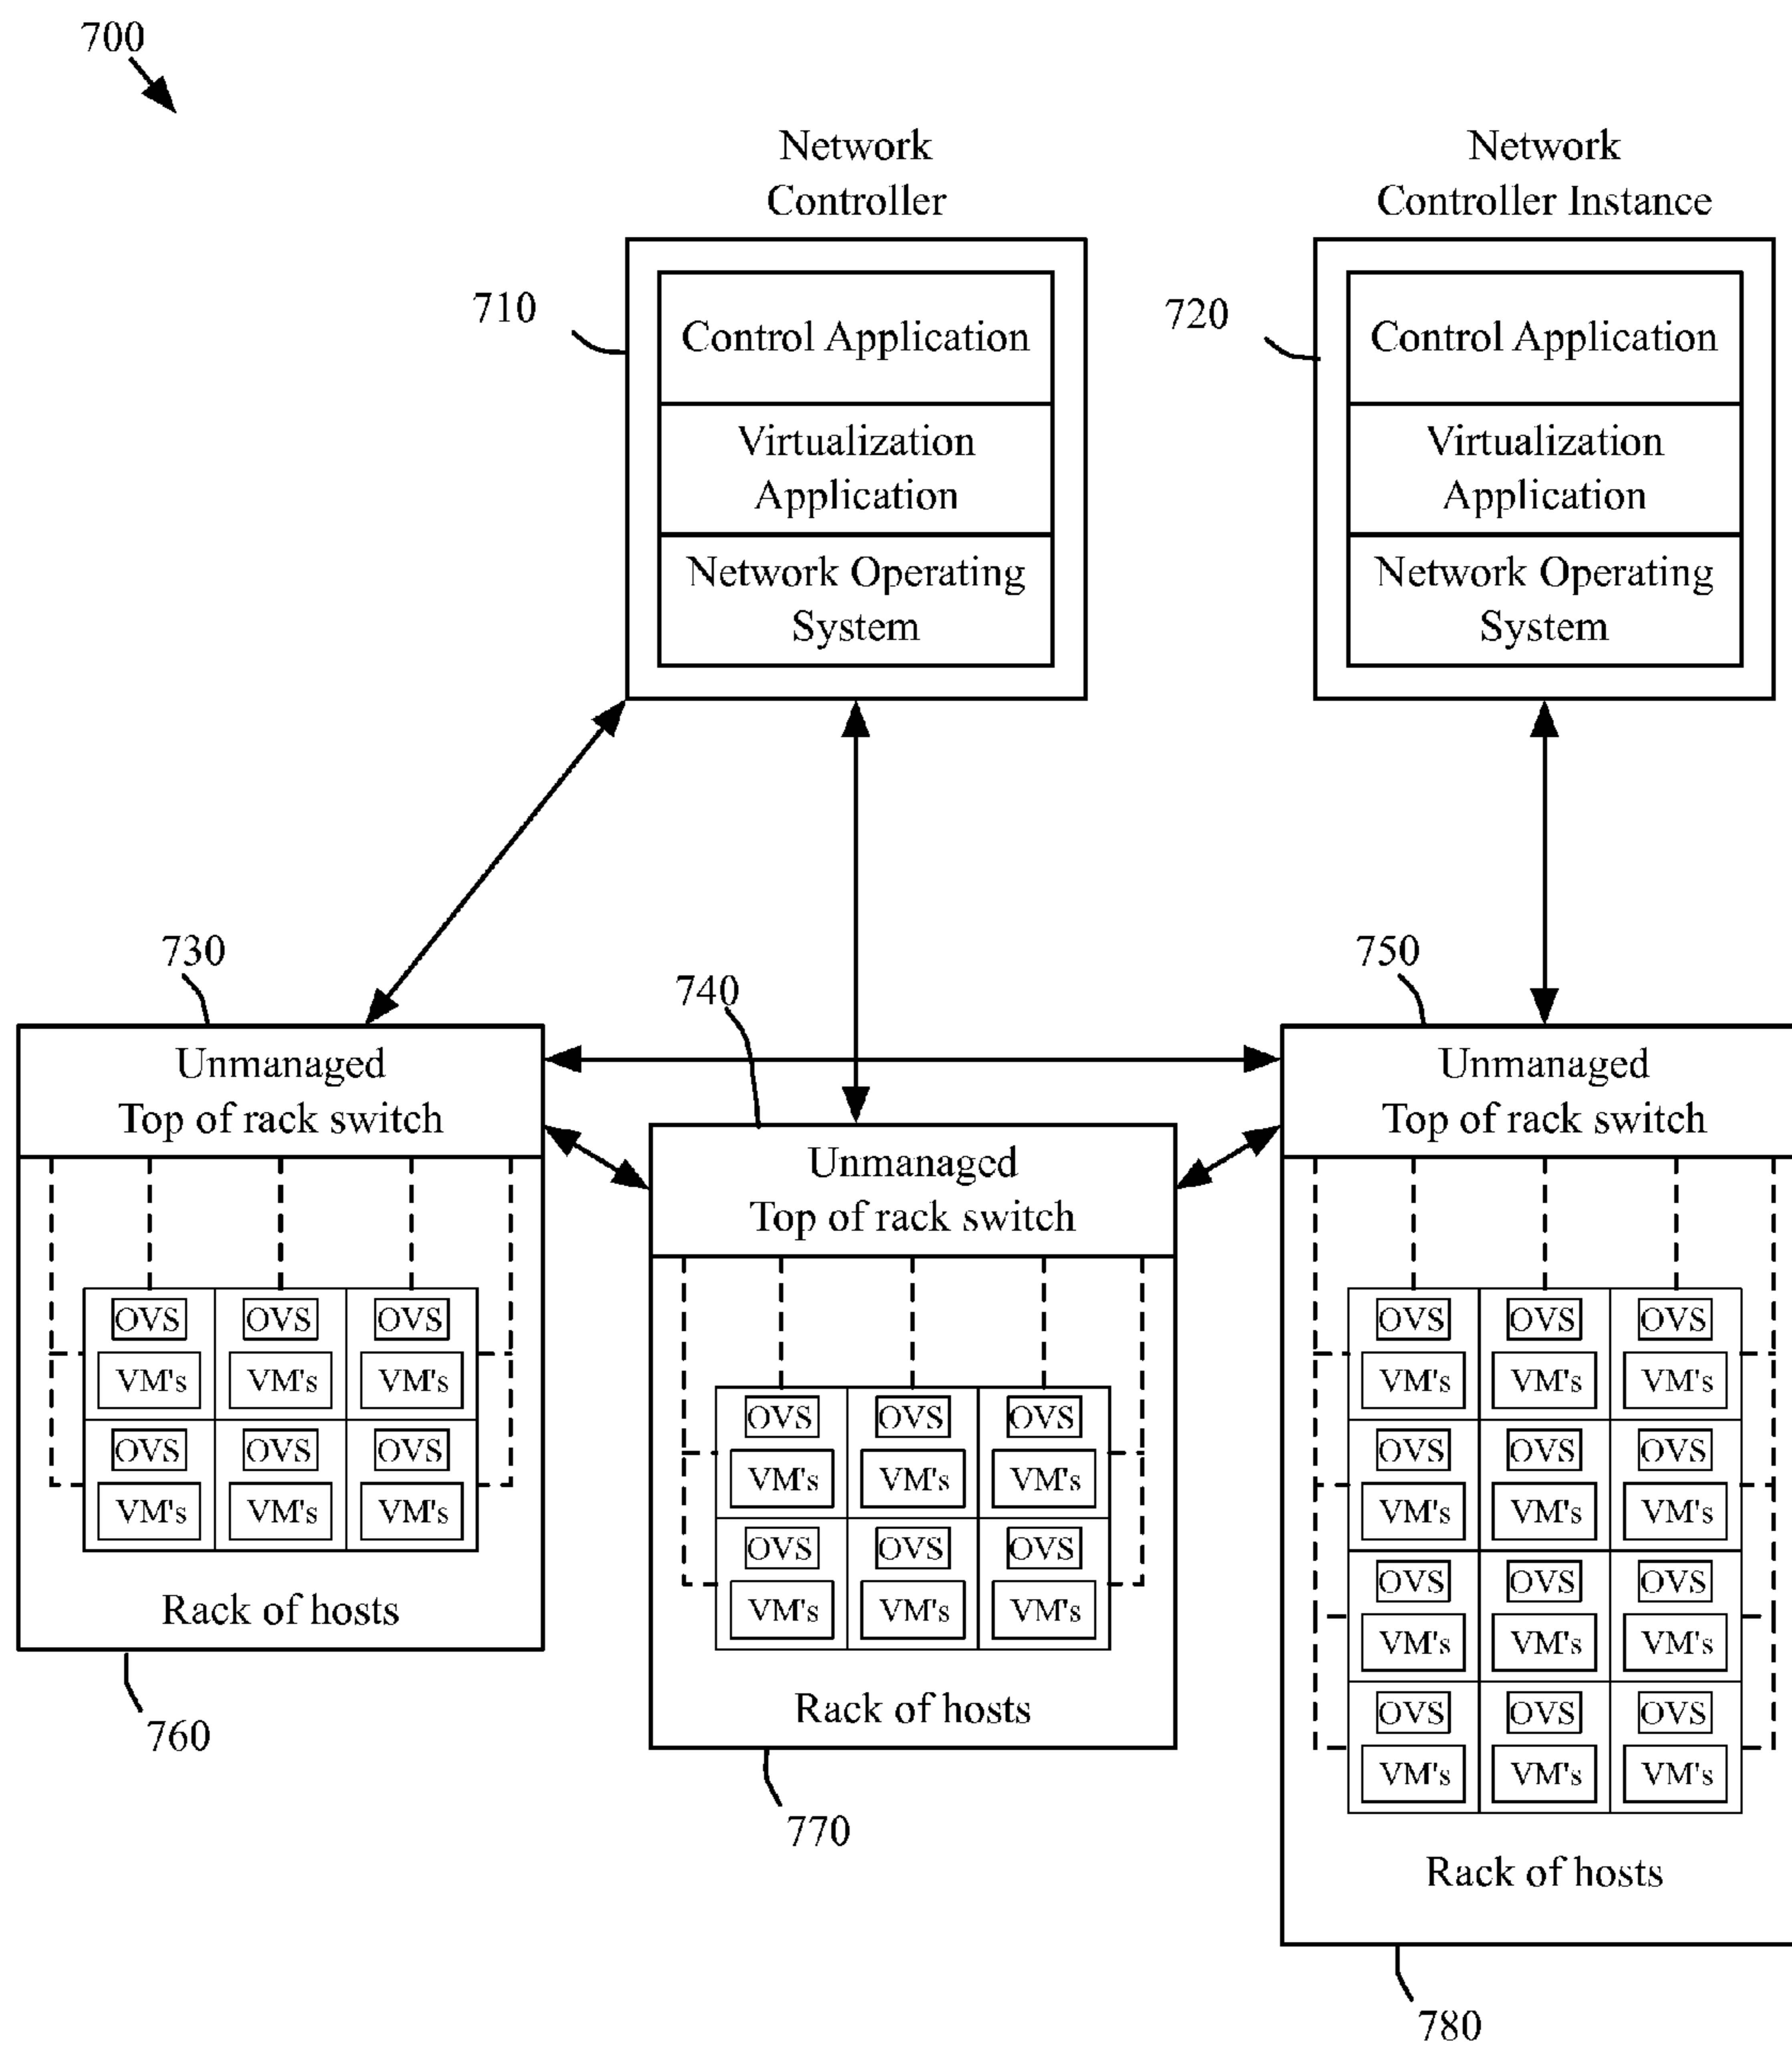 700
Network
Controller
Network
Controller Instance
710
Control Application
Virtualization
Application
Network Operating
System
720
Control Application
Virtualization
Application
Network Operating
System
730
Unmanaged
Top of rack switch
OVS OVS OVS
VM's VM's VM's
OVS OVS OVS
VM's VM's VM's
Rack of hosts
760
740
Unmanaged
Top of rack switch
OVS OVS OVS
VM's VM's VM's
OVS OVS OVS
VM's VM's VM's
Rack of hosts
770
750
Unmanaged
Top of rack switch
OVS OVS OVS
VM's VM's VM's
OVS OVS OVS
VM's VM's VM's
OVS OVS OVS
VM's VM's VM's
OVS OVS OVS
VM's VM's VM's
Rack of hosts
780